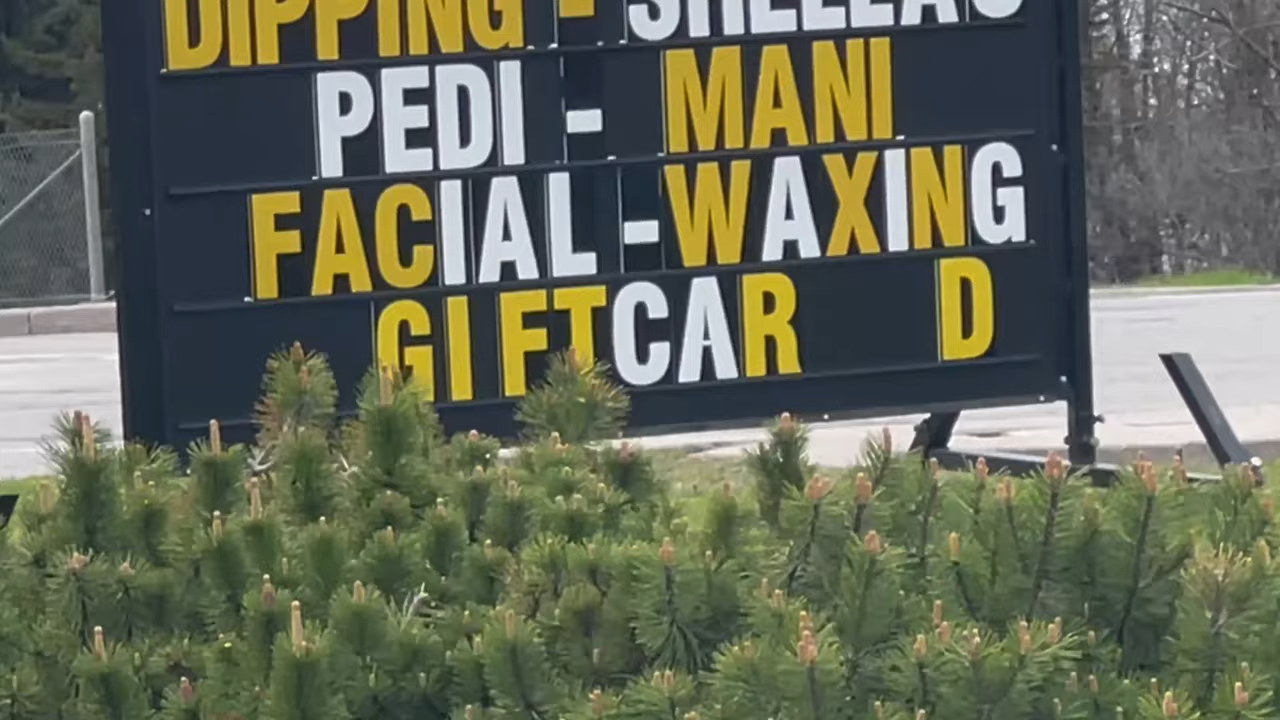 DIPPING - SHELLAC
PEDI - MANI
FACIAL - WAXING
GIFTCAR D